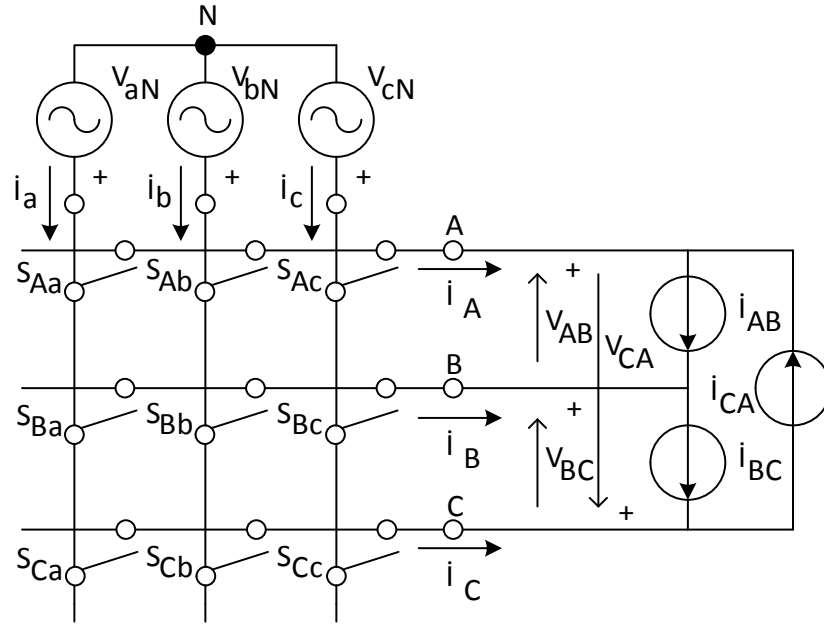 N
VaN VbN VcN
+ + +
ia ib ic
A
SAa SAb SAc
iA
+
VAB
VCA
iAB
B
iCA
SBa SBb SBc
iB
+
VBC
iBC
C
+
SCa SCb SCc
iC